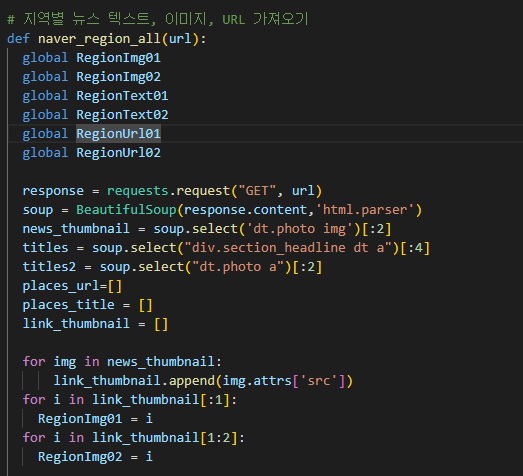 # 지역별 뉴스 텍스트, 이미지, URL 가져오기
def naver_region_all(url):
global RegionImg01
global RegionImg02
global RegionText01
global RegionText02
global RegionUrl01
global RegionUrl02
response = requests.request("GET", url)
soup = BeautifulSoup(response.content,'html.parser')
news_thumbnail = soup.select('dt.photo img')[:2]
titles = soup.select("div.section_headline dt a")[:4]
titles2 = soup.select("dt.photo a")[:2]
places_url=[]
places_title = []
link_thumbnail = []
for img in news_thumbnail:
link_thumbnail.append(img.attrs['src'])
for i in link_thumbnail[:1]:
RegionImg01 = i
for i in link_thumbnail[1:2]:
RegionImg02 = i